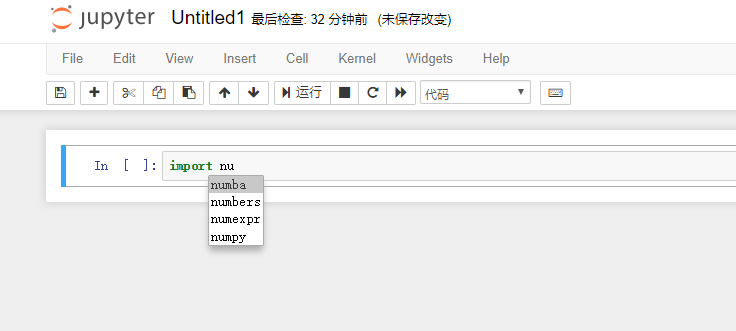 jupyter Untitled1 最后检查: 32 分钟前 (未保存改变)
File Edit View Insert Cell Kernel Widgets Help
运行 代码
In [ ]: import nu
numba
numbers
numexpr
numpy